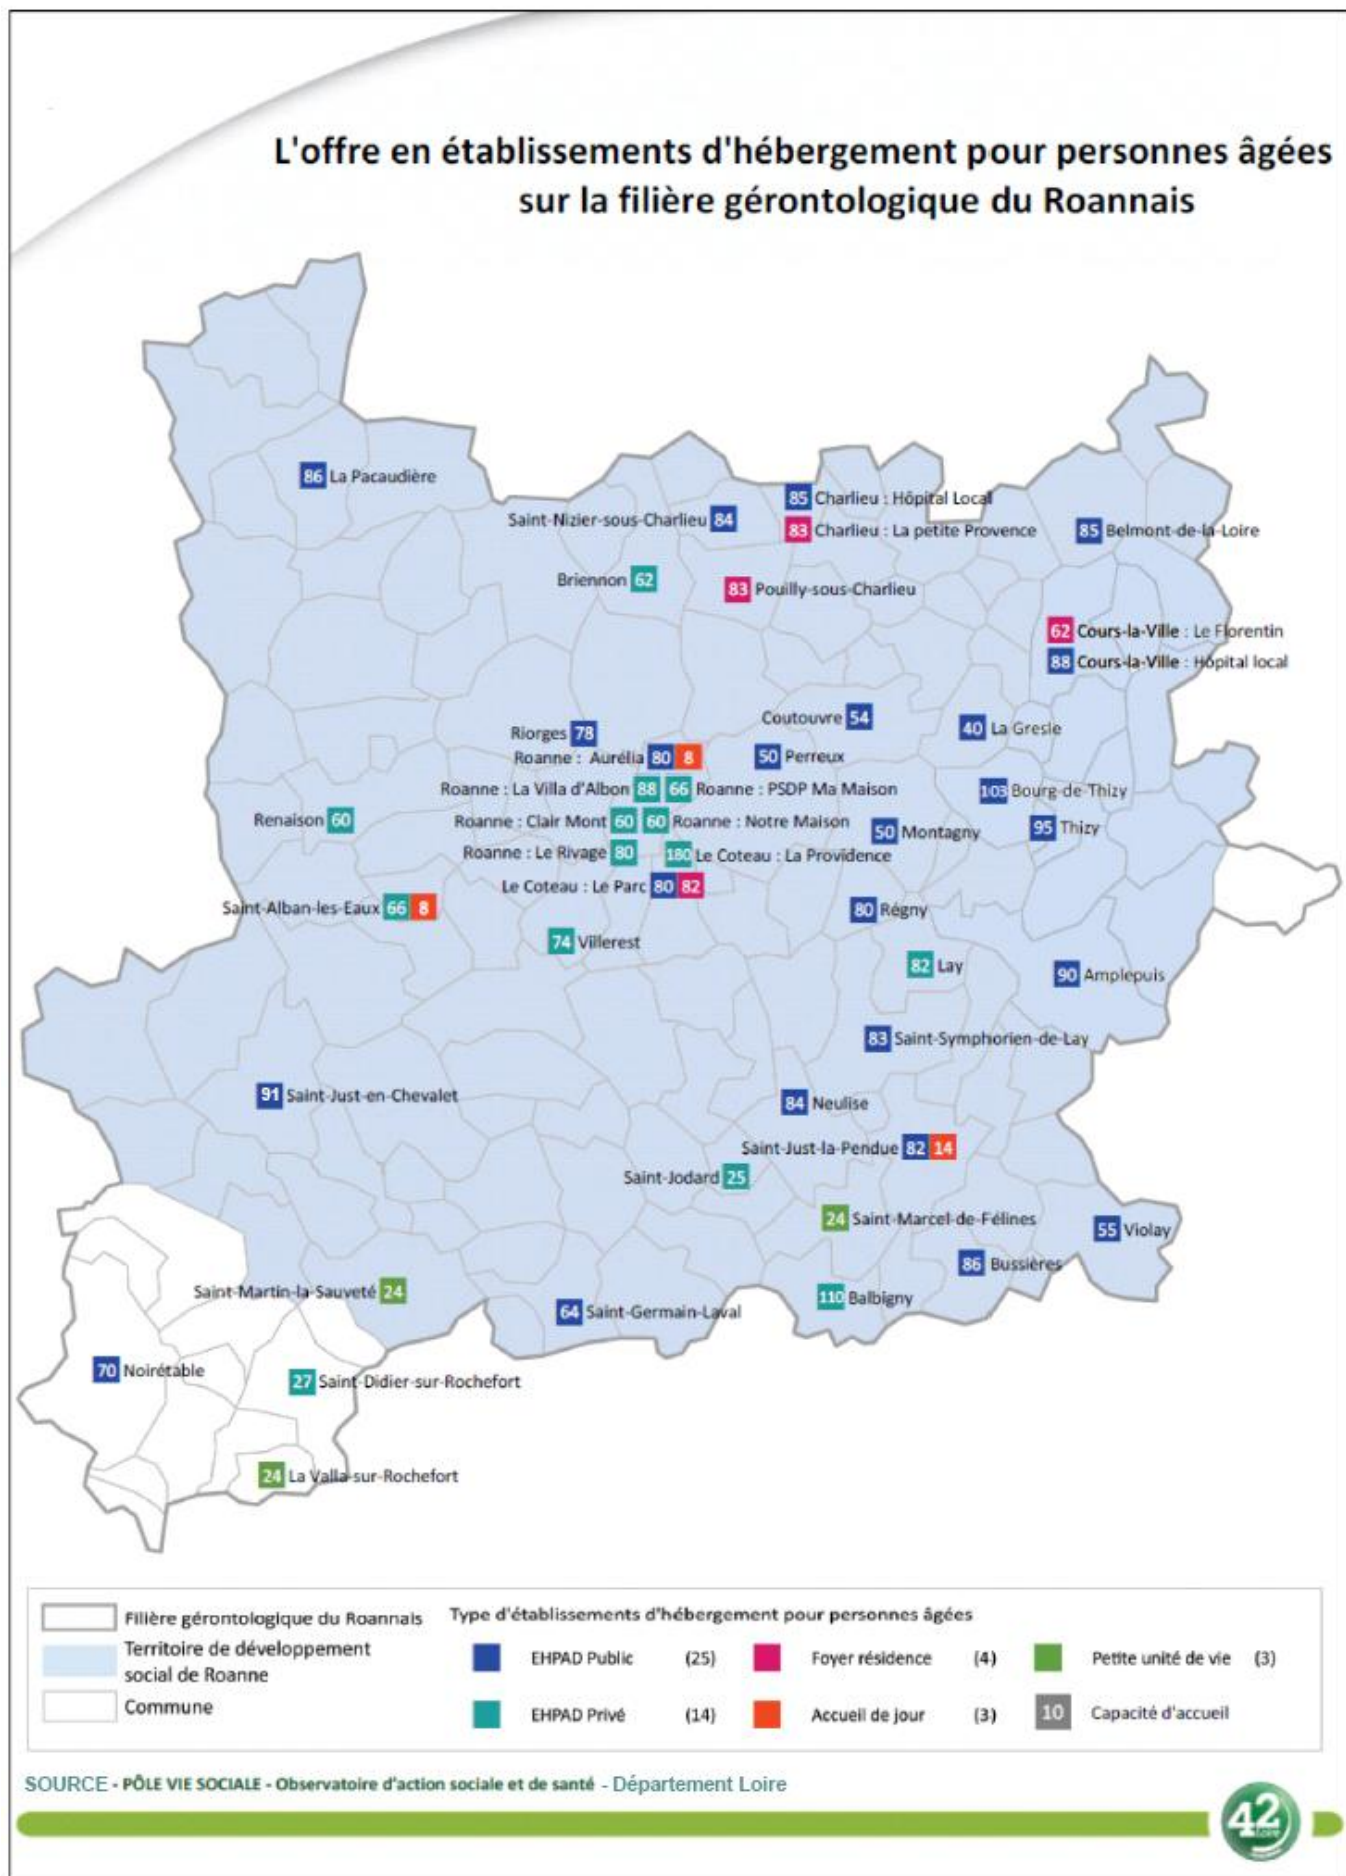 L'offre en établissements d'hébergement pour personnes âgées
sur la filière gérontologique du Roannais
86 La Pacaudière
85 Charlieu : Hôpital Local
Saint-Nizier-sous-Charlieu 84
83 Charlieu : La petite Provence
85 Belmont-de-la-Loire
Briennon 62
83 Pouilly-sous-Charlieu
62 Cours-la-Ville : Le Florentin
88 Cours-la-Ville : Hôpital local
Coutouvre 54
40 La Gresle
Riorges 78
Roanne : Aurélia 80 8
50 Perreux
Roanne : La Villa d'Albon 88
66 Roanne : PSDP Ma Maison
103 Bourg-de-Thizy
Renaison 60
Roanne : Clair Mont 60
60 Roanne : Notre Maison
50 Montagny
95 Thizy
Roanne : Le Rivage 80
180 Le Coteau : La Providence
Le Coteau : Le Parc 80 82
Saint-Alban-les-Eaux 66 8
80 Régny
74 Villerest
82 Lay
90 Amplepuis
83 Saint-Symphorien-de-Lay
91 Saint-Just-en-Chevalet
84 Neulise
Saint-Just-la-Pendue 82 14
Saint-Jodard 25
24 Saint-Marcel-de-Félines
55 Violay
86 Bussières
Saint-Martin-la-Sauveté 24
110 Balbigny
64 Saint-Germain-Laval
70 Noirétable
27 Saint-Didier-sur-Rochefort
24 La Valla-sur-Rochefort
Filière gérontologique du Roannais
Territoire de développement
social de Roanne
Commune
Type d'établissements d'hébergement pour personnes âgées
EHPAD Public (25)
Foyer résidence (4)
Petite unité de vie (3)
EHPAD Privé (14)
Accueil de jour (3)
10 Capacité d'accueil
SOURCE - PÔLE VIE SOCIALE - Observatoire d'action sociale et de santé - Département Loire
42
Loire